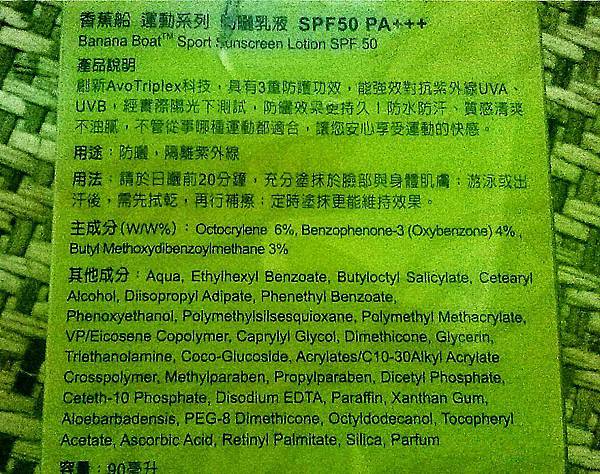 香蕉船 運動系列 防曬乳液 SPF50 PA+++
Banana Boat™ Sport Sunscreen Lotion SPF 50
產品說明
創新AvoTriplex科技，具有3重防護功效，能強效對抗紫外線UVA、
UVB，經實際陽光下測試，防曬效果更持久！防水防汗、質感清爽
不油膩，不管從事哪種運動都適合，讓您安心享受運動的快感。
用途：防曬，隔離紫外線
用法：請於日曬前20分鐘，充分塗抹於臉部與身體肌膚；游泳或出
汗後，需先拭乾，再行補擦；定時塗抹更能維持效果。
主成分(W/W%)：Octocrylene 6%, Benzophenone-3 (Oxybenzone) 4%,
Butyl Methoxydibenzoylmethane 3%
其他成分：Aqua, Ethylhexyl Benzoate, Butyloctyl Salicylate, Cetearyl
Alcohol, Diisopropyl Adipate, Phenethyl Benzoate,
Phenoxyethanol, Polymethylsilsesquioxane, Polymethyl Methacrylate,
VP/Eicosene Copolymer, Caprylyl Glycol, Dimethicone, Glycerin,
Triethanolamine, Coco-Glucoside, Acrylates/C10-30Alkyl Acrylate
Crosspolymer, Methylparaben, Propylparaben, Dicetyl Phosphate,
Ceteth-10 Phosphate, Disodium EDTA, Paraffin, Xanthan Gum,
Aloebarbadensis, PEG-8 Dimethicone, Octyldodecanol, Tocopheryl
Acetate, Ascorbic Acid, Retinyl Palmitate, Silica, Parfum
容量：90毫升